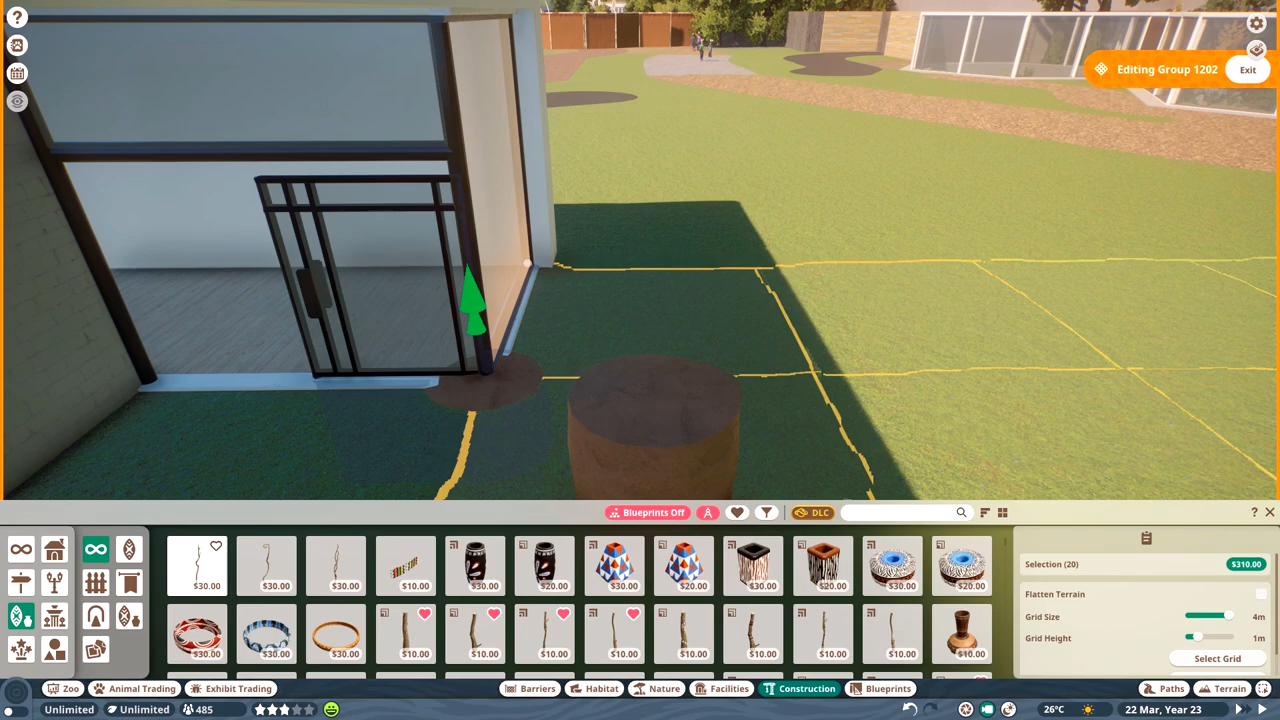 ?
Editing Group 1202 Exit
Blueprints Off DLC ? ×
$30.00 $30.00 $30.00 $10.00 $30.00 $20.00 $30.00 $20.00 $30.00 $20.00 $30.00 $20.00
$30.00 $30.00 $30.00 $10.00 $10.00 $10.00 $10.00 $10.00 $10.00 $10.00 $10.00 $10.00
Selection (20) $310.00
Flatten Terrain
Grid Size 4m
Grid Height 1m
Select Grid
Zoo Animal Trading Exhibit Trading Barriers Habitat Nature Facilities Construction Blueprints Paths Terrain
Unlimited Unlimited 485 26°C 22 Mar, Year 23